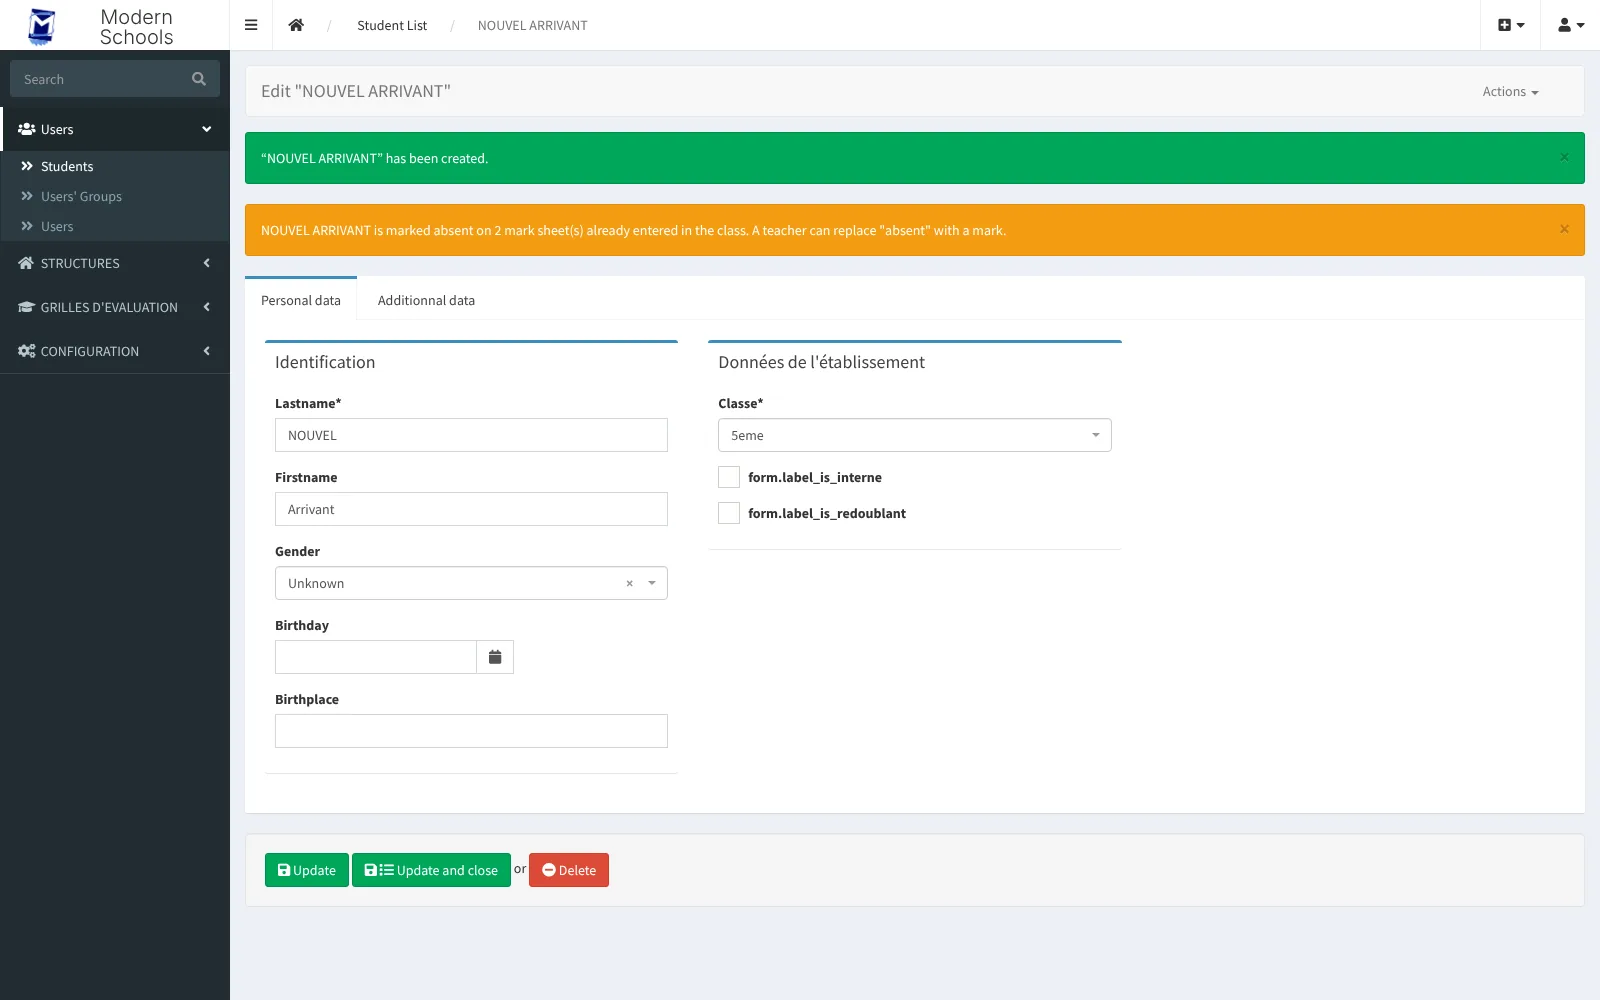 Modern
Schools
Student List
NOUVEL ARRIVANT
Search
Users
Students
Users' Groups
Users
STRUCTURES
GRILLES D'EVALUATION
CONFIGURATION
Edit "NOUVEL ARRIVANT"
Actions
“NOUVEL ARRIVANT” has been created.
×
NOUVEL ARRIVANT is marked absent on 2 mark sheet(s) already entered in the class. A teacher can replace "absent" with a mark.
×
Personal data
Additionnal data
Identification
Lastname*
NOUVEL
Firstname
Arrivant
Gender
Unknown
×
Birthday
Birthplace
Données de l'établissement
Classe*
5eme
form.label_is_interne
form.label_is_redoublant
Update
Update and close
or
Delete